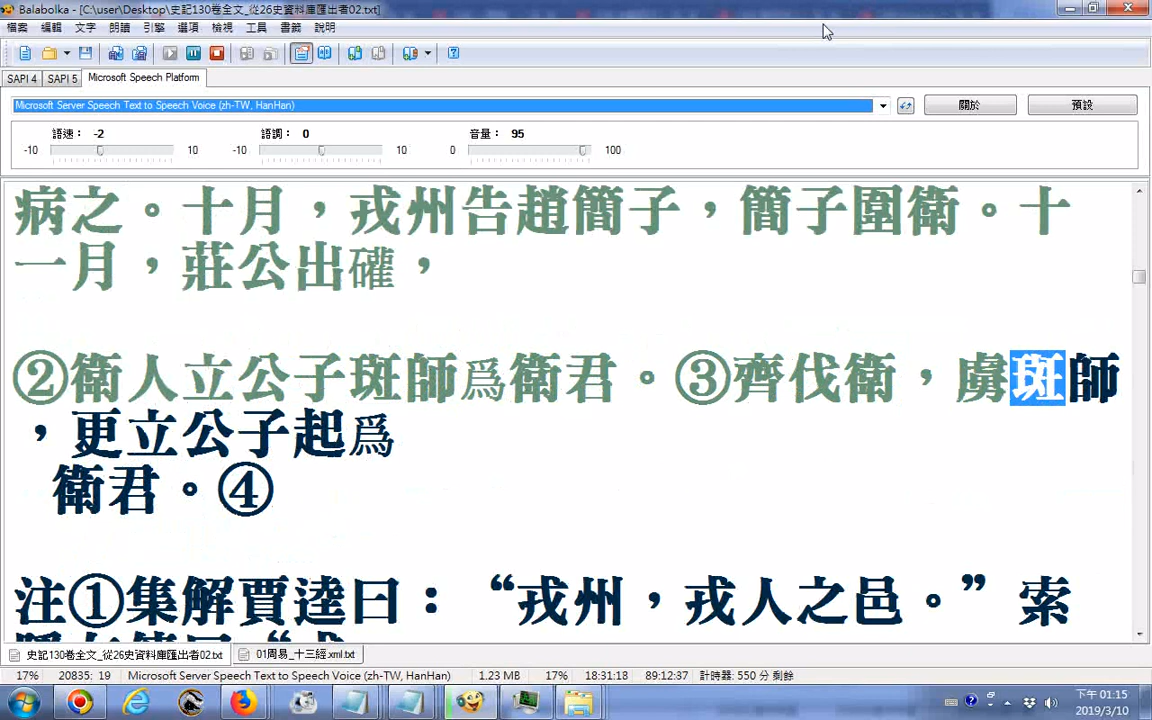 Balabolka - [C:\user\Desktop\史記130卷全文_從26史資料庫匯出者02.txt]
檔案 編輯 文字 朗讀 引擎 選項 檢視 工具 書籤 說明
SAPI 4 SAPI 5 Microsoft Speech Platform
Microsoft Server Speech Text to Speech Voice (zh-TW, HanHan) 關於 預設
語速： -2 語調： 0 音量： 95
-10 10 -10 10 0 100
病之。十月，戎州告趙簡子，簡子圍衛。十
一月，莊公出礭，
②衛人立公子斑師爲衛君。③齊伐衛，虜斑師
，更立公子起爲
衛君。④
注①集解賈逵曰：“戎州，戎人之邑。”索
史記130卷全文_從26史資料庫匯出者02.txt 01周易_十三經.xml.txt
17% 20835: 19 Microsoft Server Speech Text to Speech Voice (zh-TW, HanHan) 1.23 MB 17% 18:31:18 89:12:37 計時器: 550 分 剩餘
下午 01:15
2019/3/10